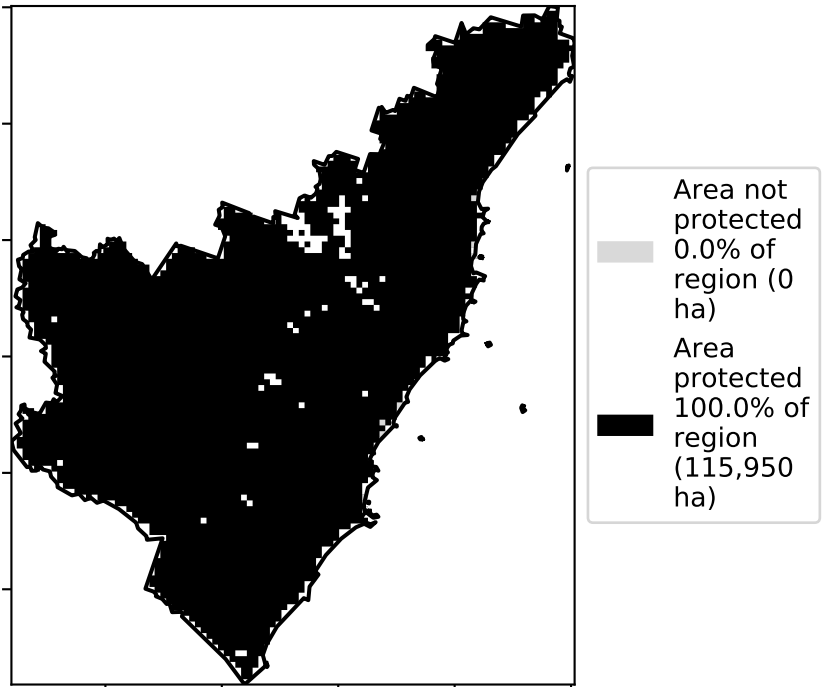 Area not
protected
0.0% of
region (0
ha)
Area
protected
100.0% of
region
(115,950
ha)